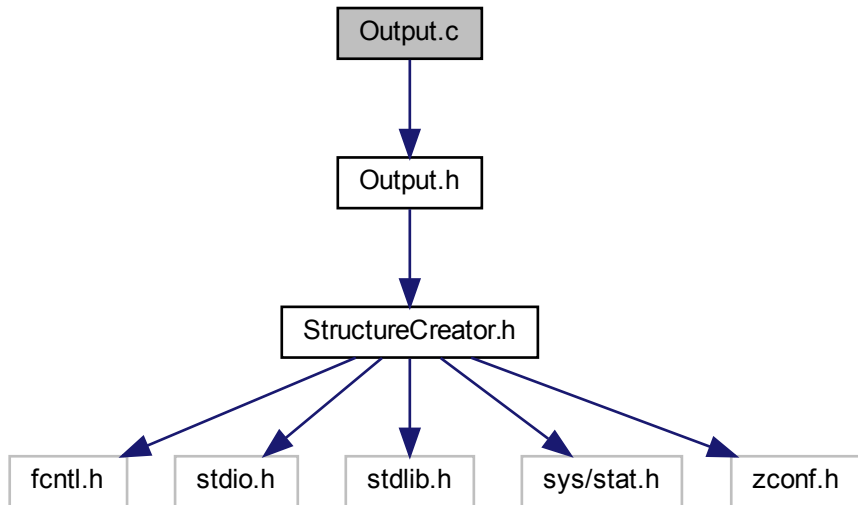 Output.c
Output.h
StructureCreator.h
fcntl.h
stdio.h
stdlib.h
sys/stat.h
zconf.h